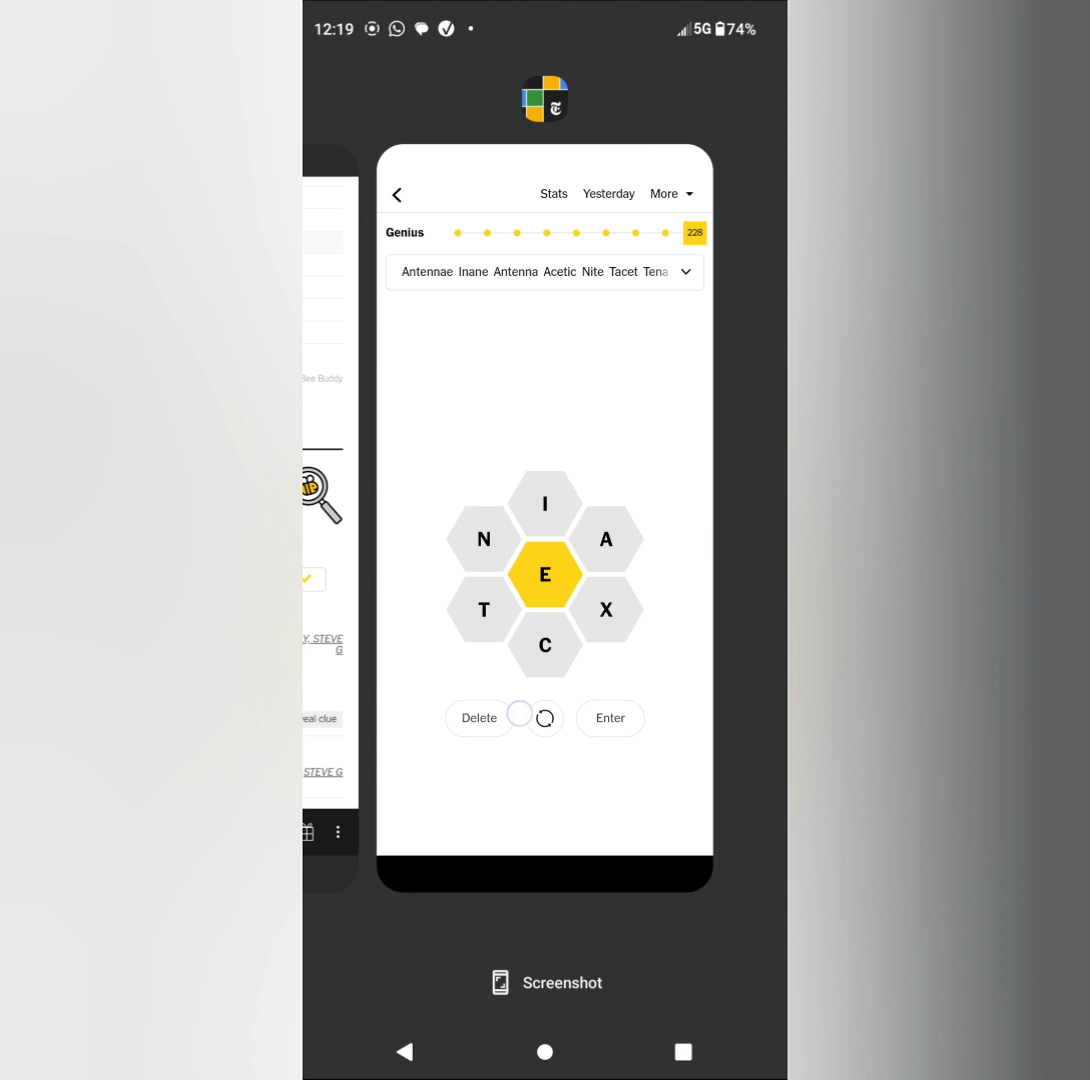 12:19 5G 74%
Stats Yesterday More
Genius 228
Antennae Inane Antenna Acetic Nite Tacet Tena
Bee Buddy
I
N A
E
T X
C
Y, STEVE
G
Delete Enter
eal clue
STEVE G
Screenshot